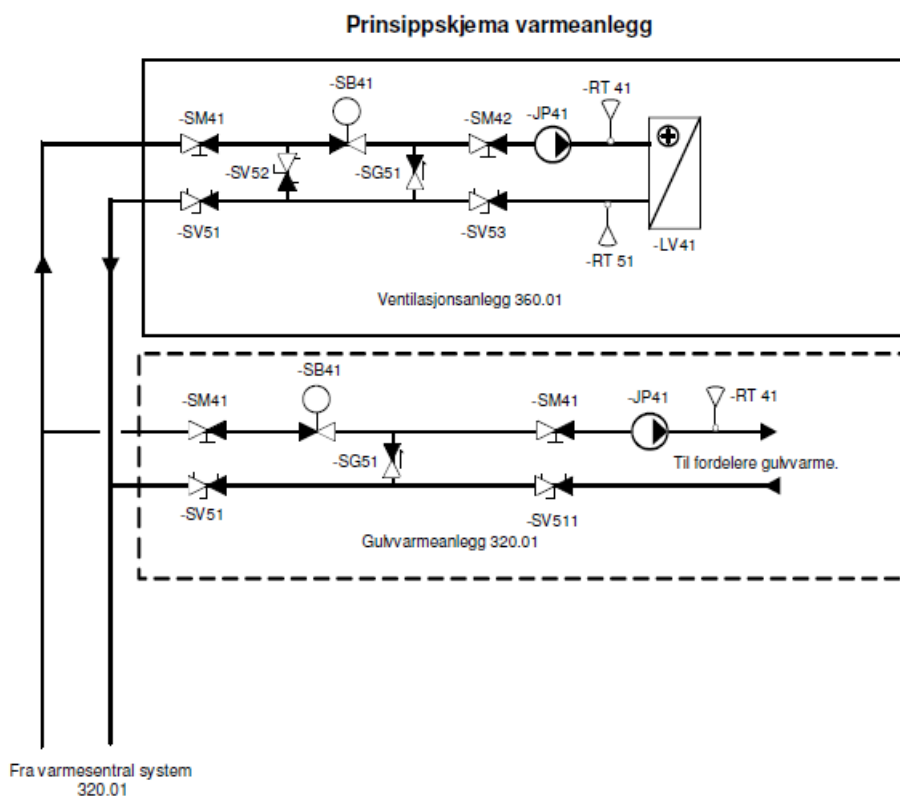 Prinsippskjema varmeanlegg
-SB41
-RT 41
-SM41
-SM42
-JP41
-SV52
-SG51
-SV51
-SV53
-RT 51
-LV41
Ventilasjonsanlegg 360.01
-SB41
-SM41
-SM41
-JP41
-RT 41
-SG51
Til fordelere gulvvarme.
-SV51
-SV511
Gulvvarmeanlegg 320.01
Fra varmesentral system
320.01